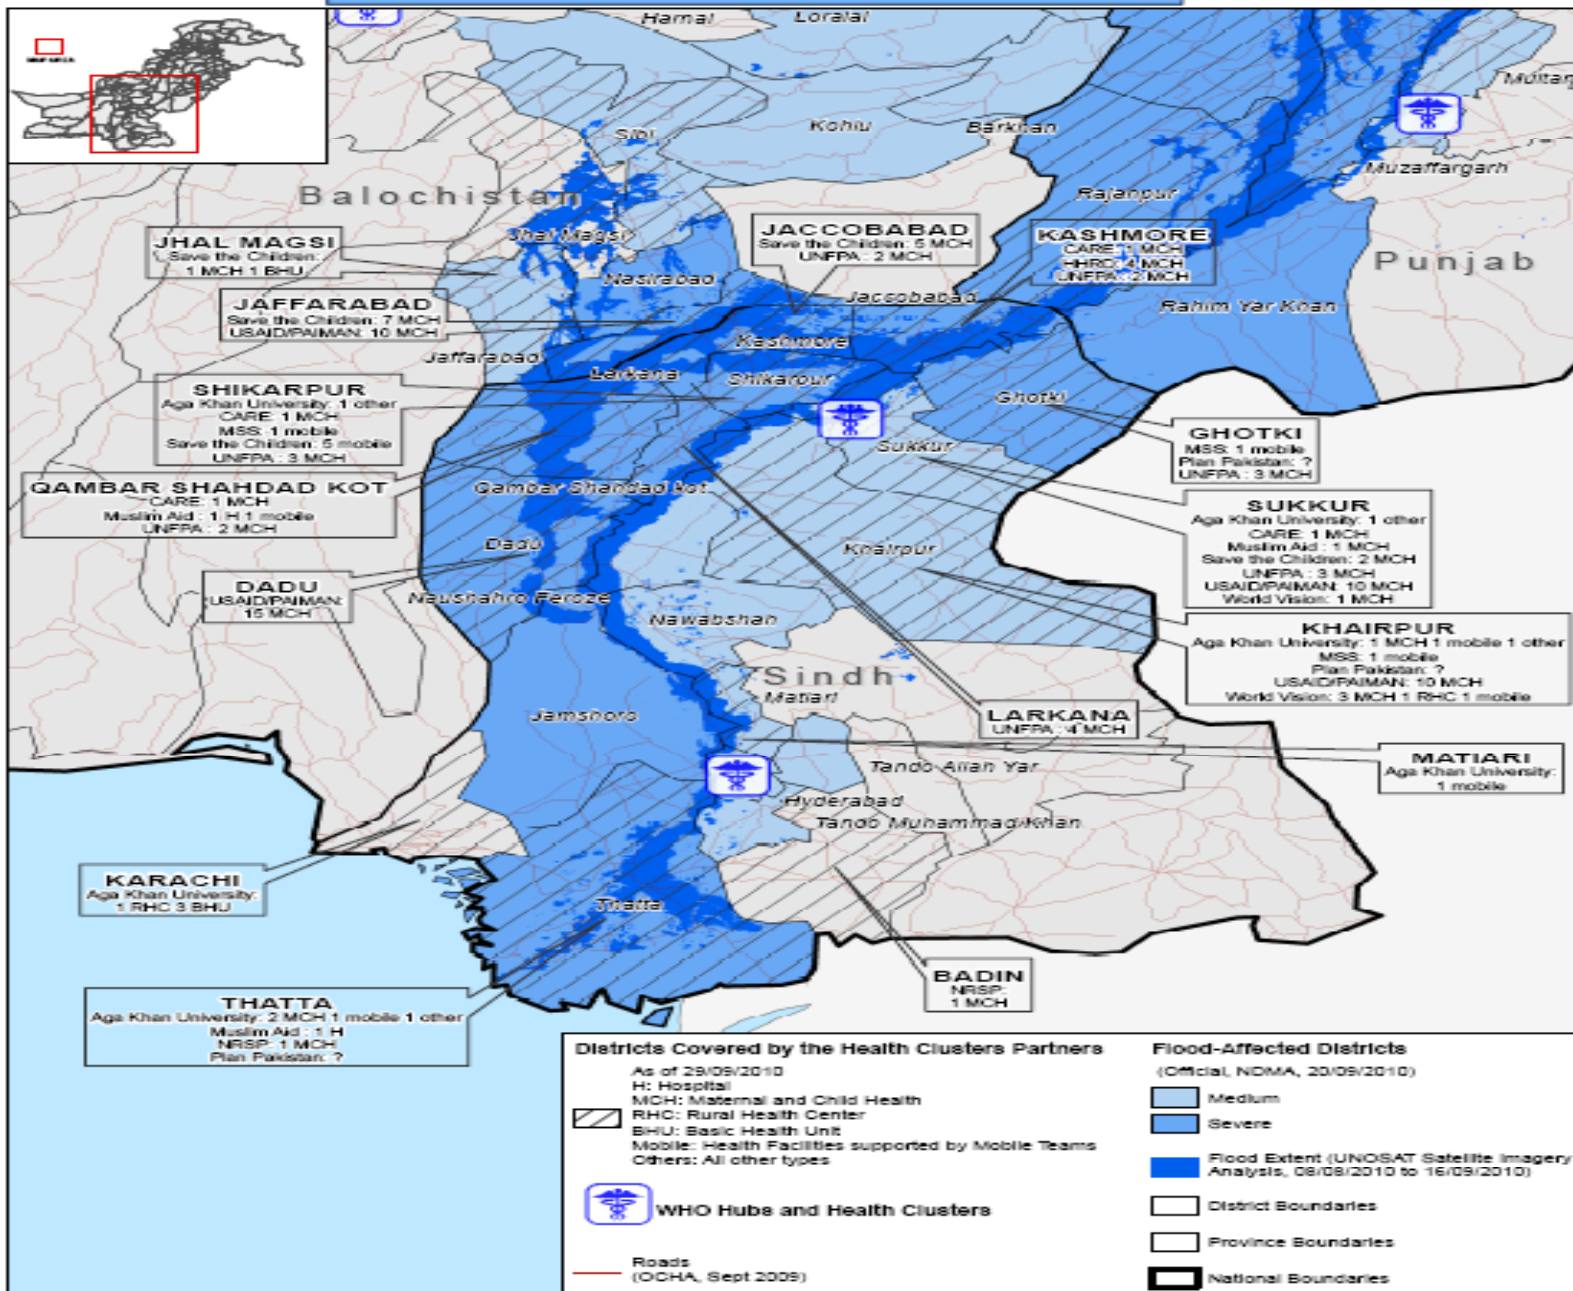 Harnai
Loralai
Multan
Sibi
Kohlu
Barkhan
Muzaffargarh
Balochistan
Rajanpur
Punjab
JHAL MAGSI
Save the Children:
1 MCH 1 BHU
Jhal Magsi
JACCOBABAD
Save the Children: 5 MCH
UNFPA : 2 MCH
KASHMORE
CARE: 1 MCH
HHRD: 4 MCH
UNFPA : 2 MCH
Nasirabad
Jaccobabad
Rahim Yar Khan
JAFFARABAD
Save the Children: 7 MCH
USAID/PAIMAN: 10 MCH
Jaffarabad
Kashmore
Larkana
Shikarpur
Ghotki
SHIKARPUR
Aga Khan University: 1 other
CARE: 1 MCH
MSS: 1 mobile
Save the Children: 5 mobile
UNFPA : 3 MCH
GHOTKI
MSS: 1 mobile
Plan Pakistan: ?
UNFPA : 3 MCH
Sukkur
QAMBAR SHAHDAD KOT
CARE: 1 MCH
Muslim Aid : 1 H 1 mobile
UNFPA : 2 MCH
Qambar Shahdad kot
SUKKUR
Aga Khan University: 1 other
CARE: 1 MCH
Muslim Aid : 1 MCH
Save the Children: 2 MCH
UNFPA : 3 MCH
USAID/PAIMAN: 10 MCH
World Vision: 1 MCH
Dadu
Khairpur
DADU
USAID/PAIMAN:
15 MCH
Naushahro Feroze
Nawabshah
KHAIRPUR
Aga Khan University: 1 MCH 1 mobile 1 other
MSS: 1 mobile
Plan Pakistan: ?
USAID/PAIMAN: 10 MCH
World Vision: 3 MCH 1 RHC 1 mobile
Sindh
Matiari
Jamshoro
LARKANA
UNFPA : 4 MCH
MATIARI
Aga Khan University:
1 mobile
Tando Allah Yar
Hyderabad
Tando Muhammad Khan
KARACHI
Aga Khan University:
1 RHC 3 BHU
Thatta
BADIN
NRSP:
1 MCH
THATTA
Aga Khan University: 2 MCH 1 mobile 1 other
Muslim Aid : 1 H
NRSP: 1 MCH
Plan Pakistan: ?
Districts Covered by the Health Clusters Partners
As of 29/09/2010
H: Hospital
MCH: Maternal and Child Health
RHC: Rural Health Center
BHU: Basic Health Unit
Mobile: Health Facilities supported by Mobile Teams
Others: All other types
WHO Hubs and Health Clusters
Roads
(OCHA, Sept 2009)
Flood-Affected Districts
(Official, NDMA, 20/09/2010)
Medium
Severe
Flood Extent (UNOSAT Satellite Imagery
Analysis, 08/08/2010 to 16/09/2010)
District Boundaries
Province Boundaries
National Boundaries